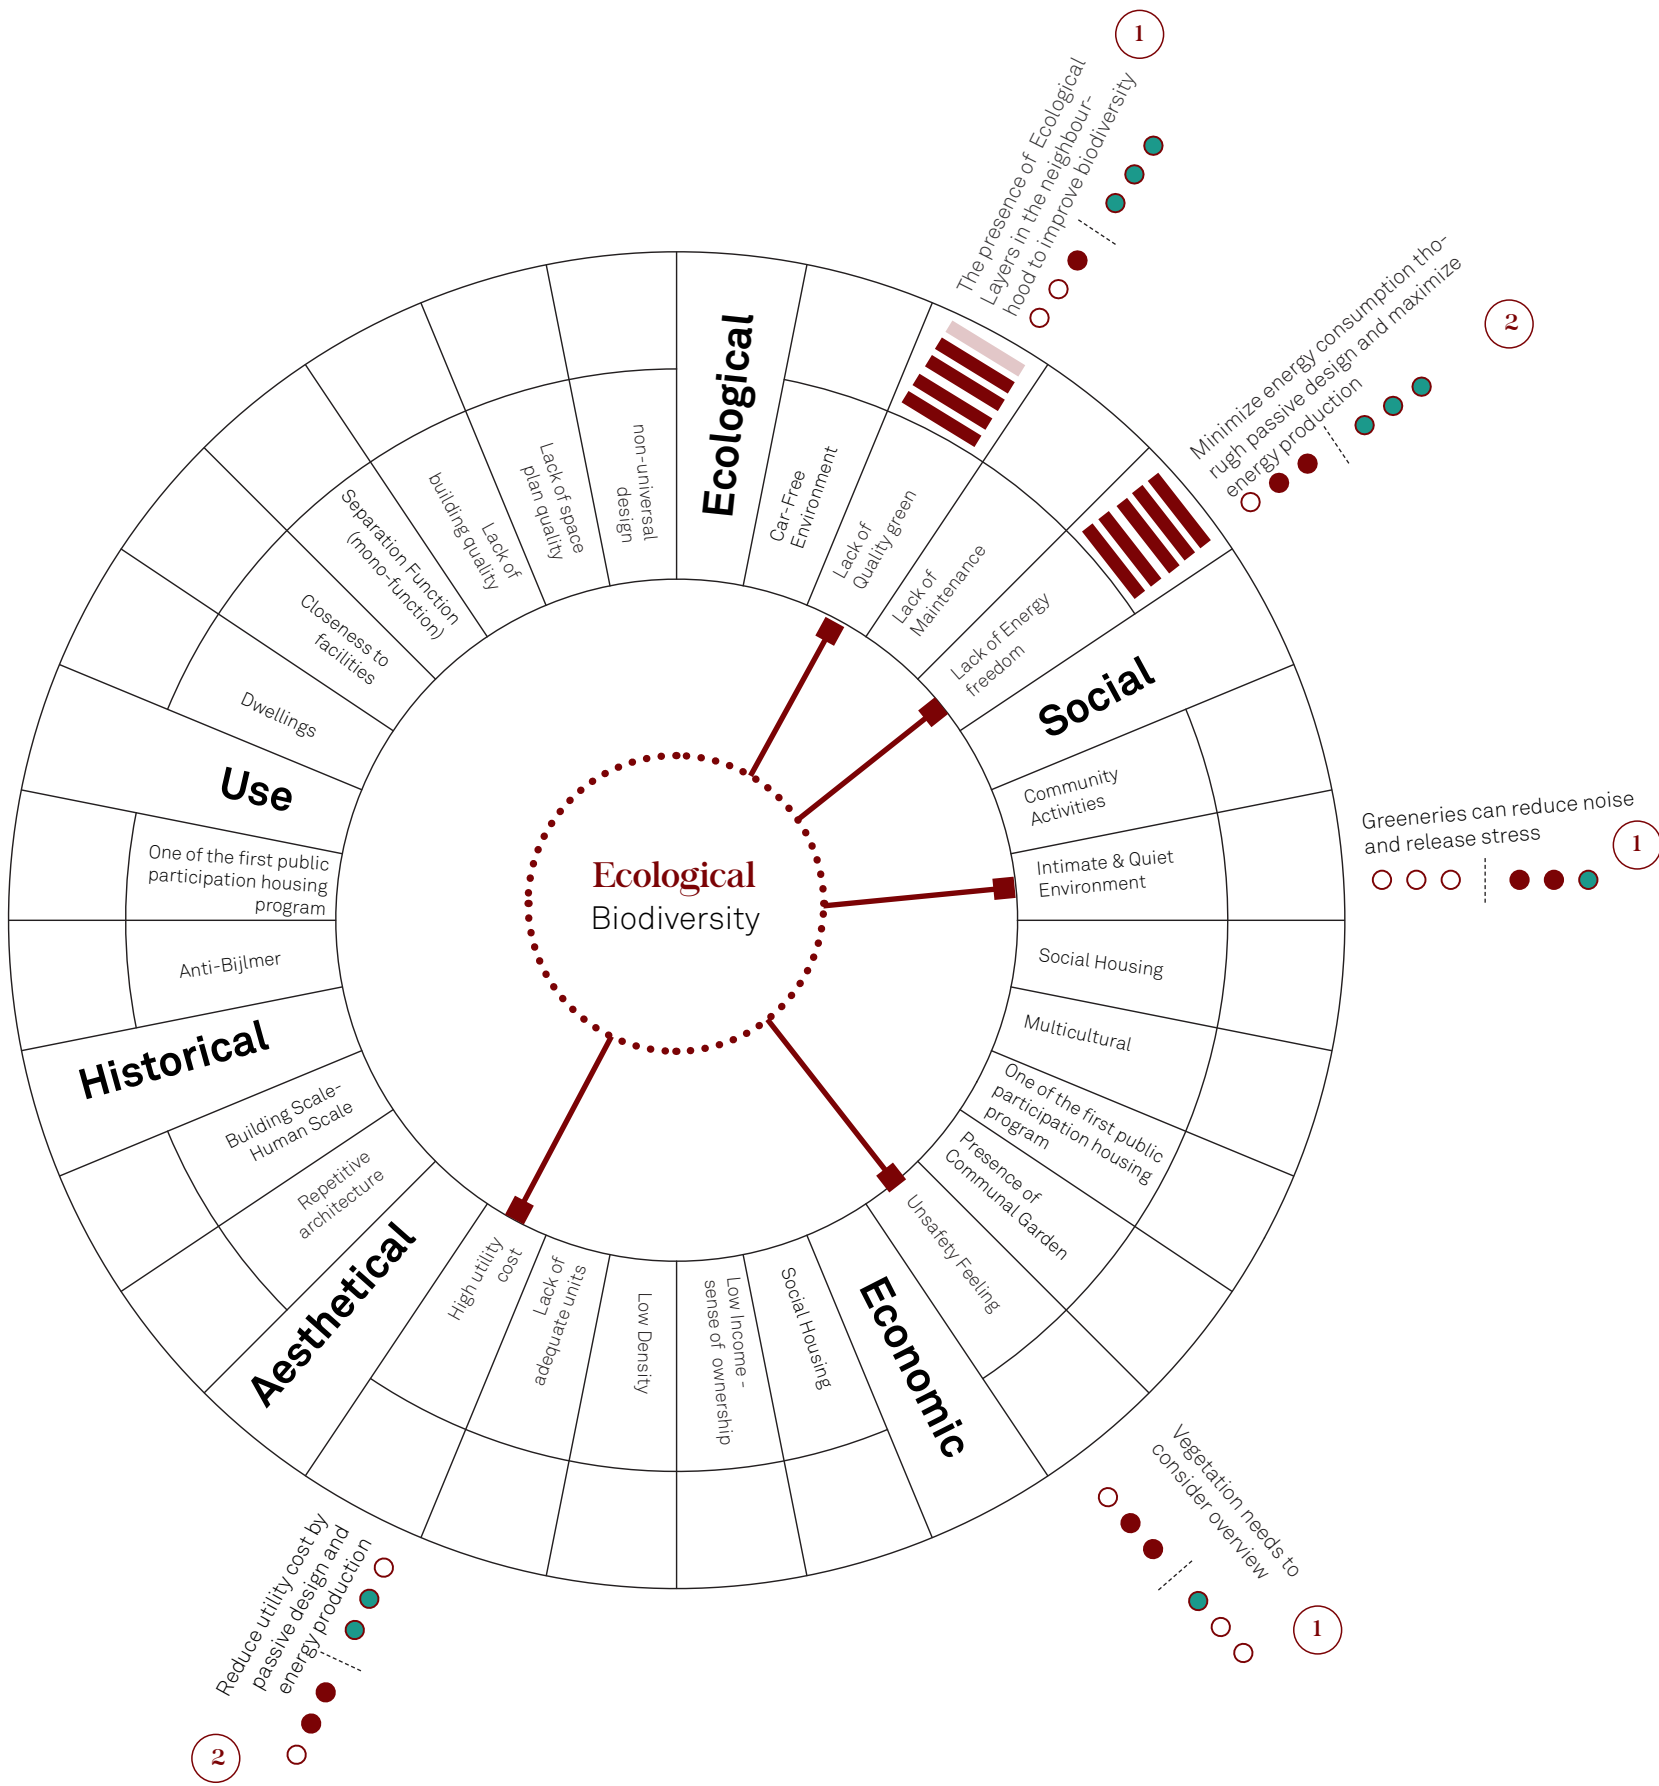 1
The presence of Ecological
Layers in the neighbour-
hood to improve biodiversity
2
Minimize energy consumption tho-
rugh passive design and maximize
energy production
Greeneries can reduce noise
and release stress
1
Vegetation needs to
consider overview
1
Reduce utility cost by
passive design and
energy production
2
Ecological
Biodiversity
Ecological
Car-Free
Environment
Lack of
Quality green
Lack of
Maintenance
Lack of Energy
freedom
Social
Community
Activities
Intimate & Quiet
Environment
Social Housing
Multicultural
One of the first public
participation housing
program
Presence of
Communal Garden
Unsafety Feeling
Economic
Social Housing
Low Income -
sense of ownership
Low Density
Lack of
adequate units
High utility
cost
Aesthetical
Repetitive
architecture
Building Scale-
Human Scale
Historical
Anti-Bijlmer
One of the first public
participation housing
program
Use
Dwellings
Closeness to
facilities
Separation Function
(mono-function)
Lack of
building quality
Lack of space
plan quality
non-universal
design